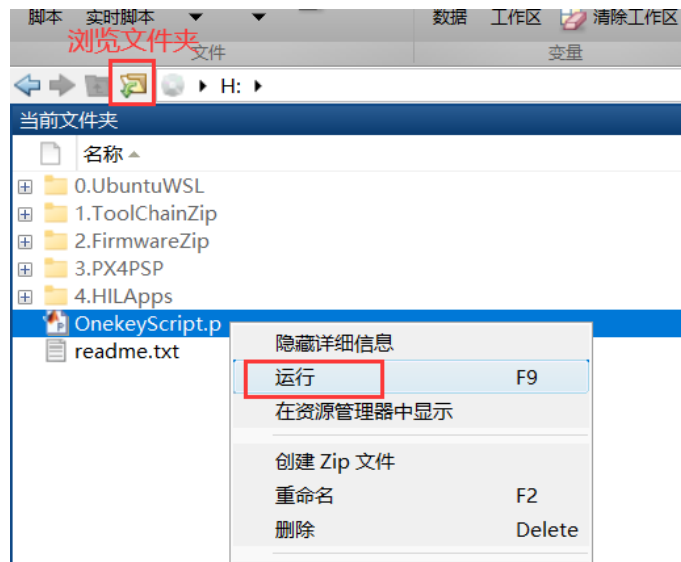 脚本 实时脚本 数据 工作区 清除工作区
浏览文件夹
文件 变量
H:
当前文件夹
名称
0.UbuntuWSL
1.ToolChainZip
2.FirmwareZip
3.PX4PSP
4.HILApps
OnekeyScript.p
readme.txt
隐藏详细信息
运行 F9
在资源管理器中显示
创建 Zip 文件
重命名 F2
删除 Delete